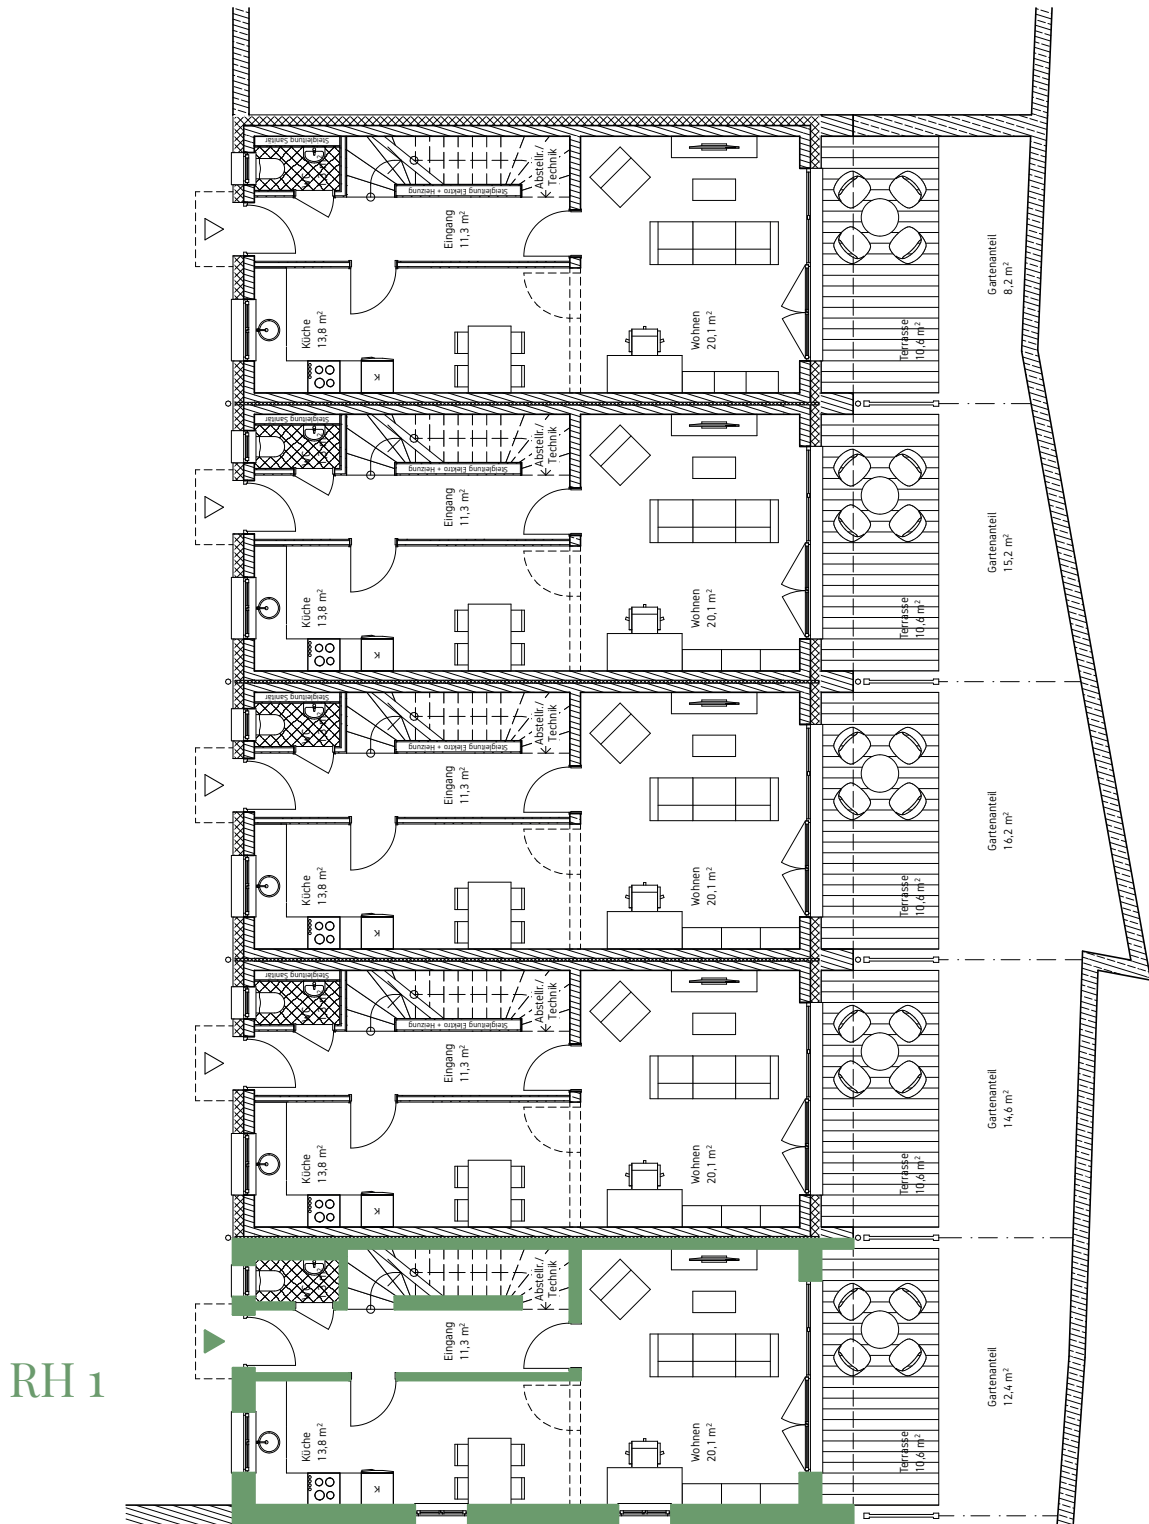 Steigleitung Sanitär
Steigleitung Elektro + Heizung
Abstellr./
Technik
Eingang
11,3 m²
Küche
13,8 m²
K
Wohnen
20,1 m²
Terrasse
10,6 m²
Gartenanteil
8,2 m²
Steigleitung Sanitär
Steigleitung Elektro + Heizung
Abstellr./
Technik
Eingang
11,3 m²
Küche
13,8 m²
K
Wohnen
20,1 m²
Terrasse
10,6 m²
Gartenanteil
15,2 m²
Steigleitung Sanitär
Steigleitung Elektro + Heizung
Abstellr./
Technik
Eingang
11,3 m²
Küche
13,8 m²
K
Wohnen
20,1 m²
Terrasse
10,6 m²
Gartenanteil
16,2 m²
Steigleitung Sanitär
Steigleitung Elektro + Heizung
Abstellr./
Technik
Eingang
11,3 m²
Küche
13,8 m²
K
Wohnen
20,1 m²
Terrasse
10,6 m²
Gartenanteil
14,6 m²
RH 1
Abstellr./
Technik
Eingang
11,3 m²
Küche
13,8 m²
K
Wohnen
20,1 m²
Terrasse
10,6 m²
Gartenanteil
12,4 m²